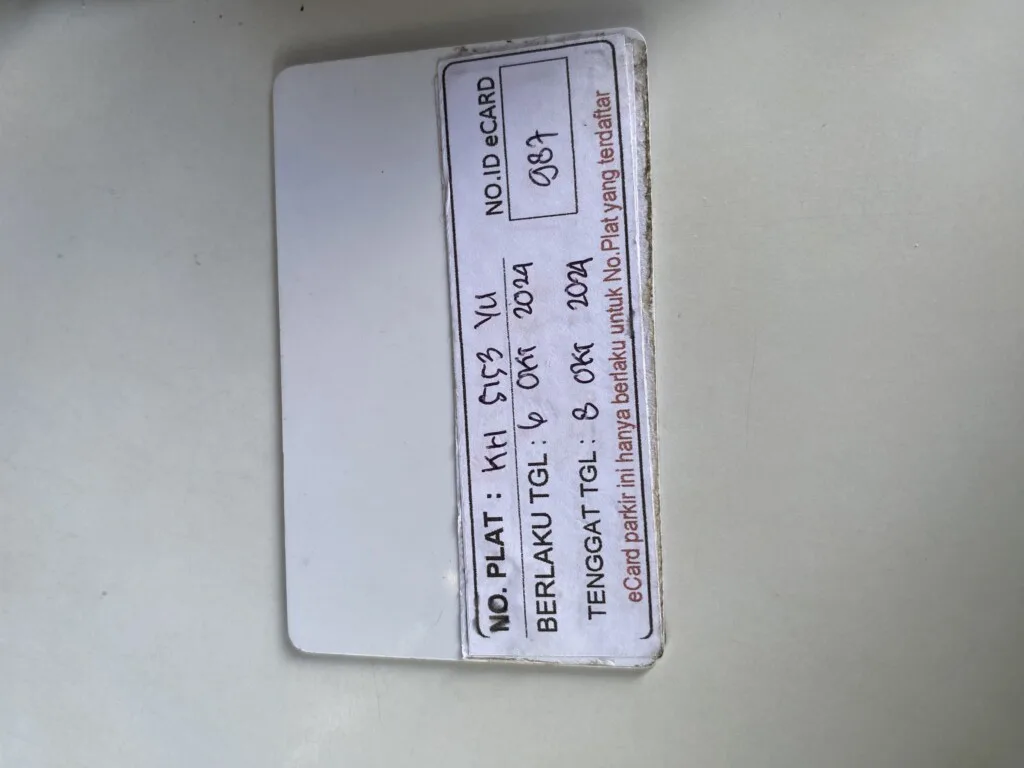 NO. PLAT : KH 5153 YU
NO.ID eCARD
987
BERLAKU TGL : 6 OKT 2024
TENGGAT TGL : 8 OKT 2024
eCard parkir ini hanya berlaku untuk No.Plat yang terdaftar